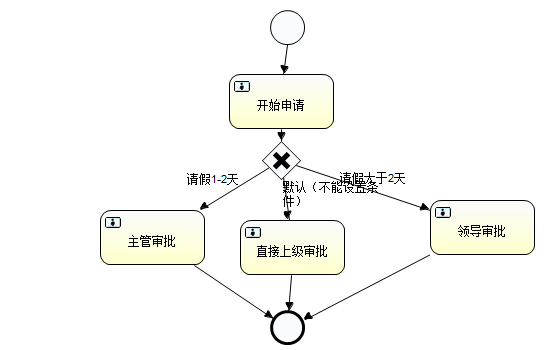 开始申请
请假1-2天
默认（不能设置条
件）
请假大于2天
主管审批
直接上级审批
领导审批